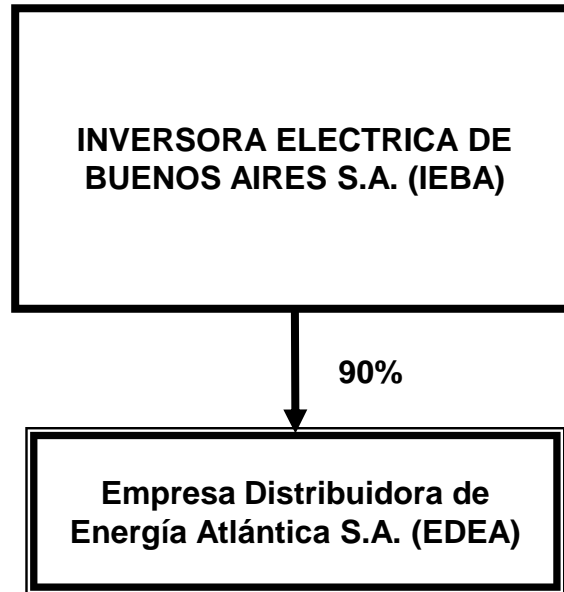 INVERSORA ELECTRICA DE
BUENOS AIRES S.A. (IEBA)
90%
Empresa Distribuidora de
Energía Atlántica S.A. (EDEA)